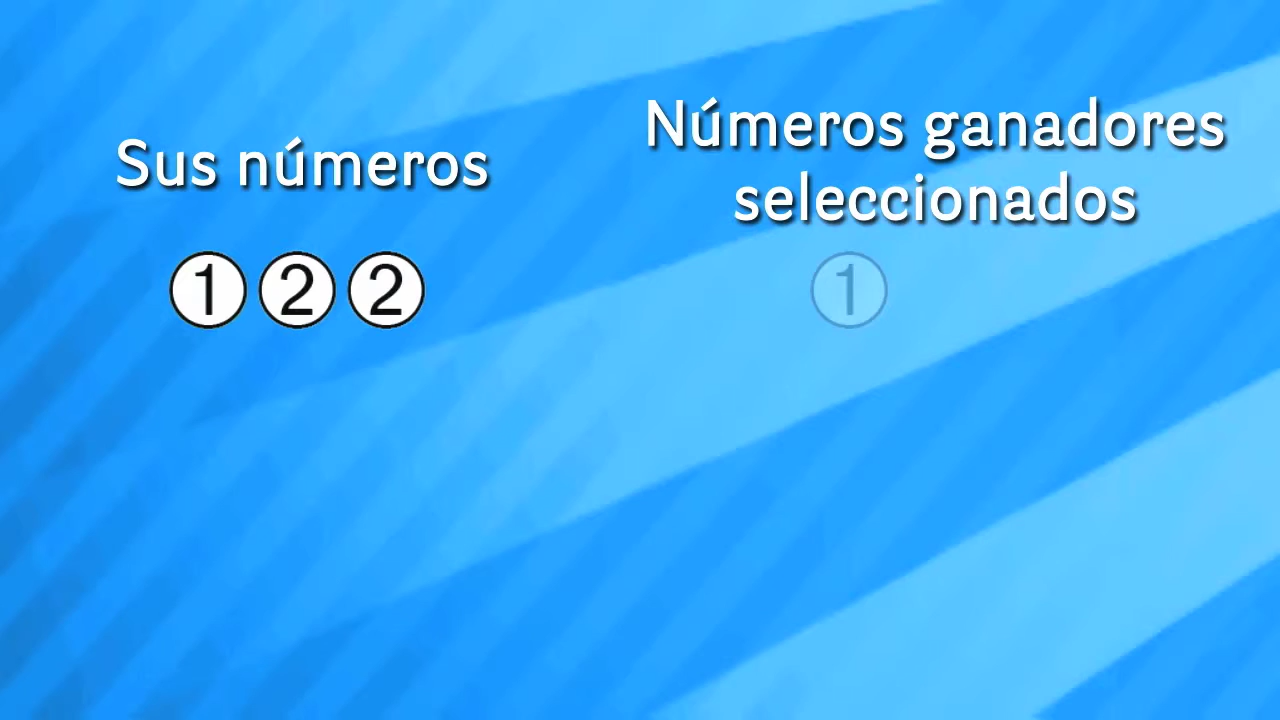 Sus números
1 2 2
Números ganadores
seleccionados
1